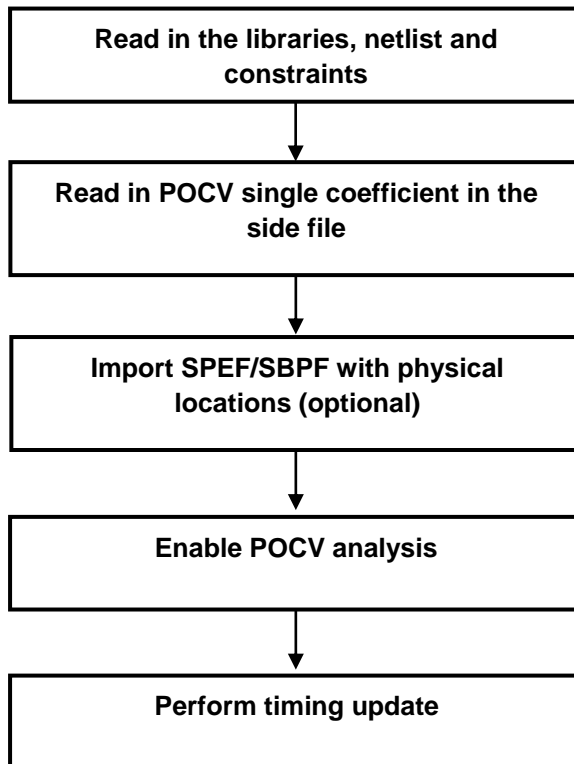 Read in the libraries, netlist and
constraints
Read in POCV single coefficient in the
side file
Import SPEF/SBPF with physical
locations (optional)
Enable POCV analysis
Perform timing update